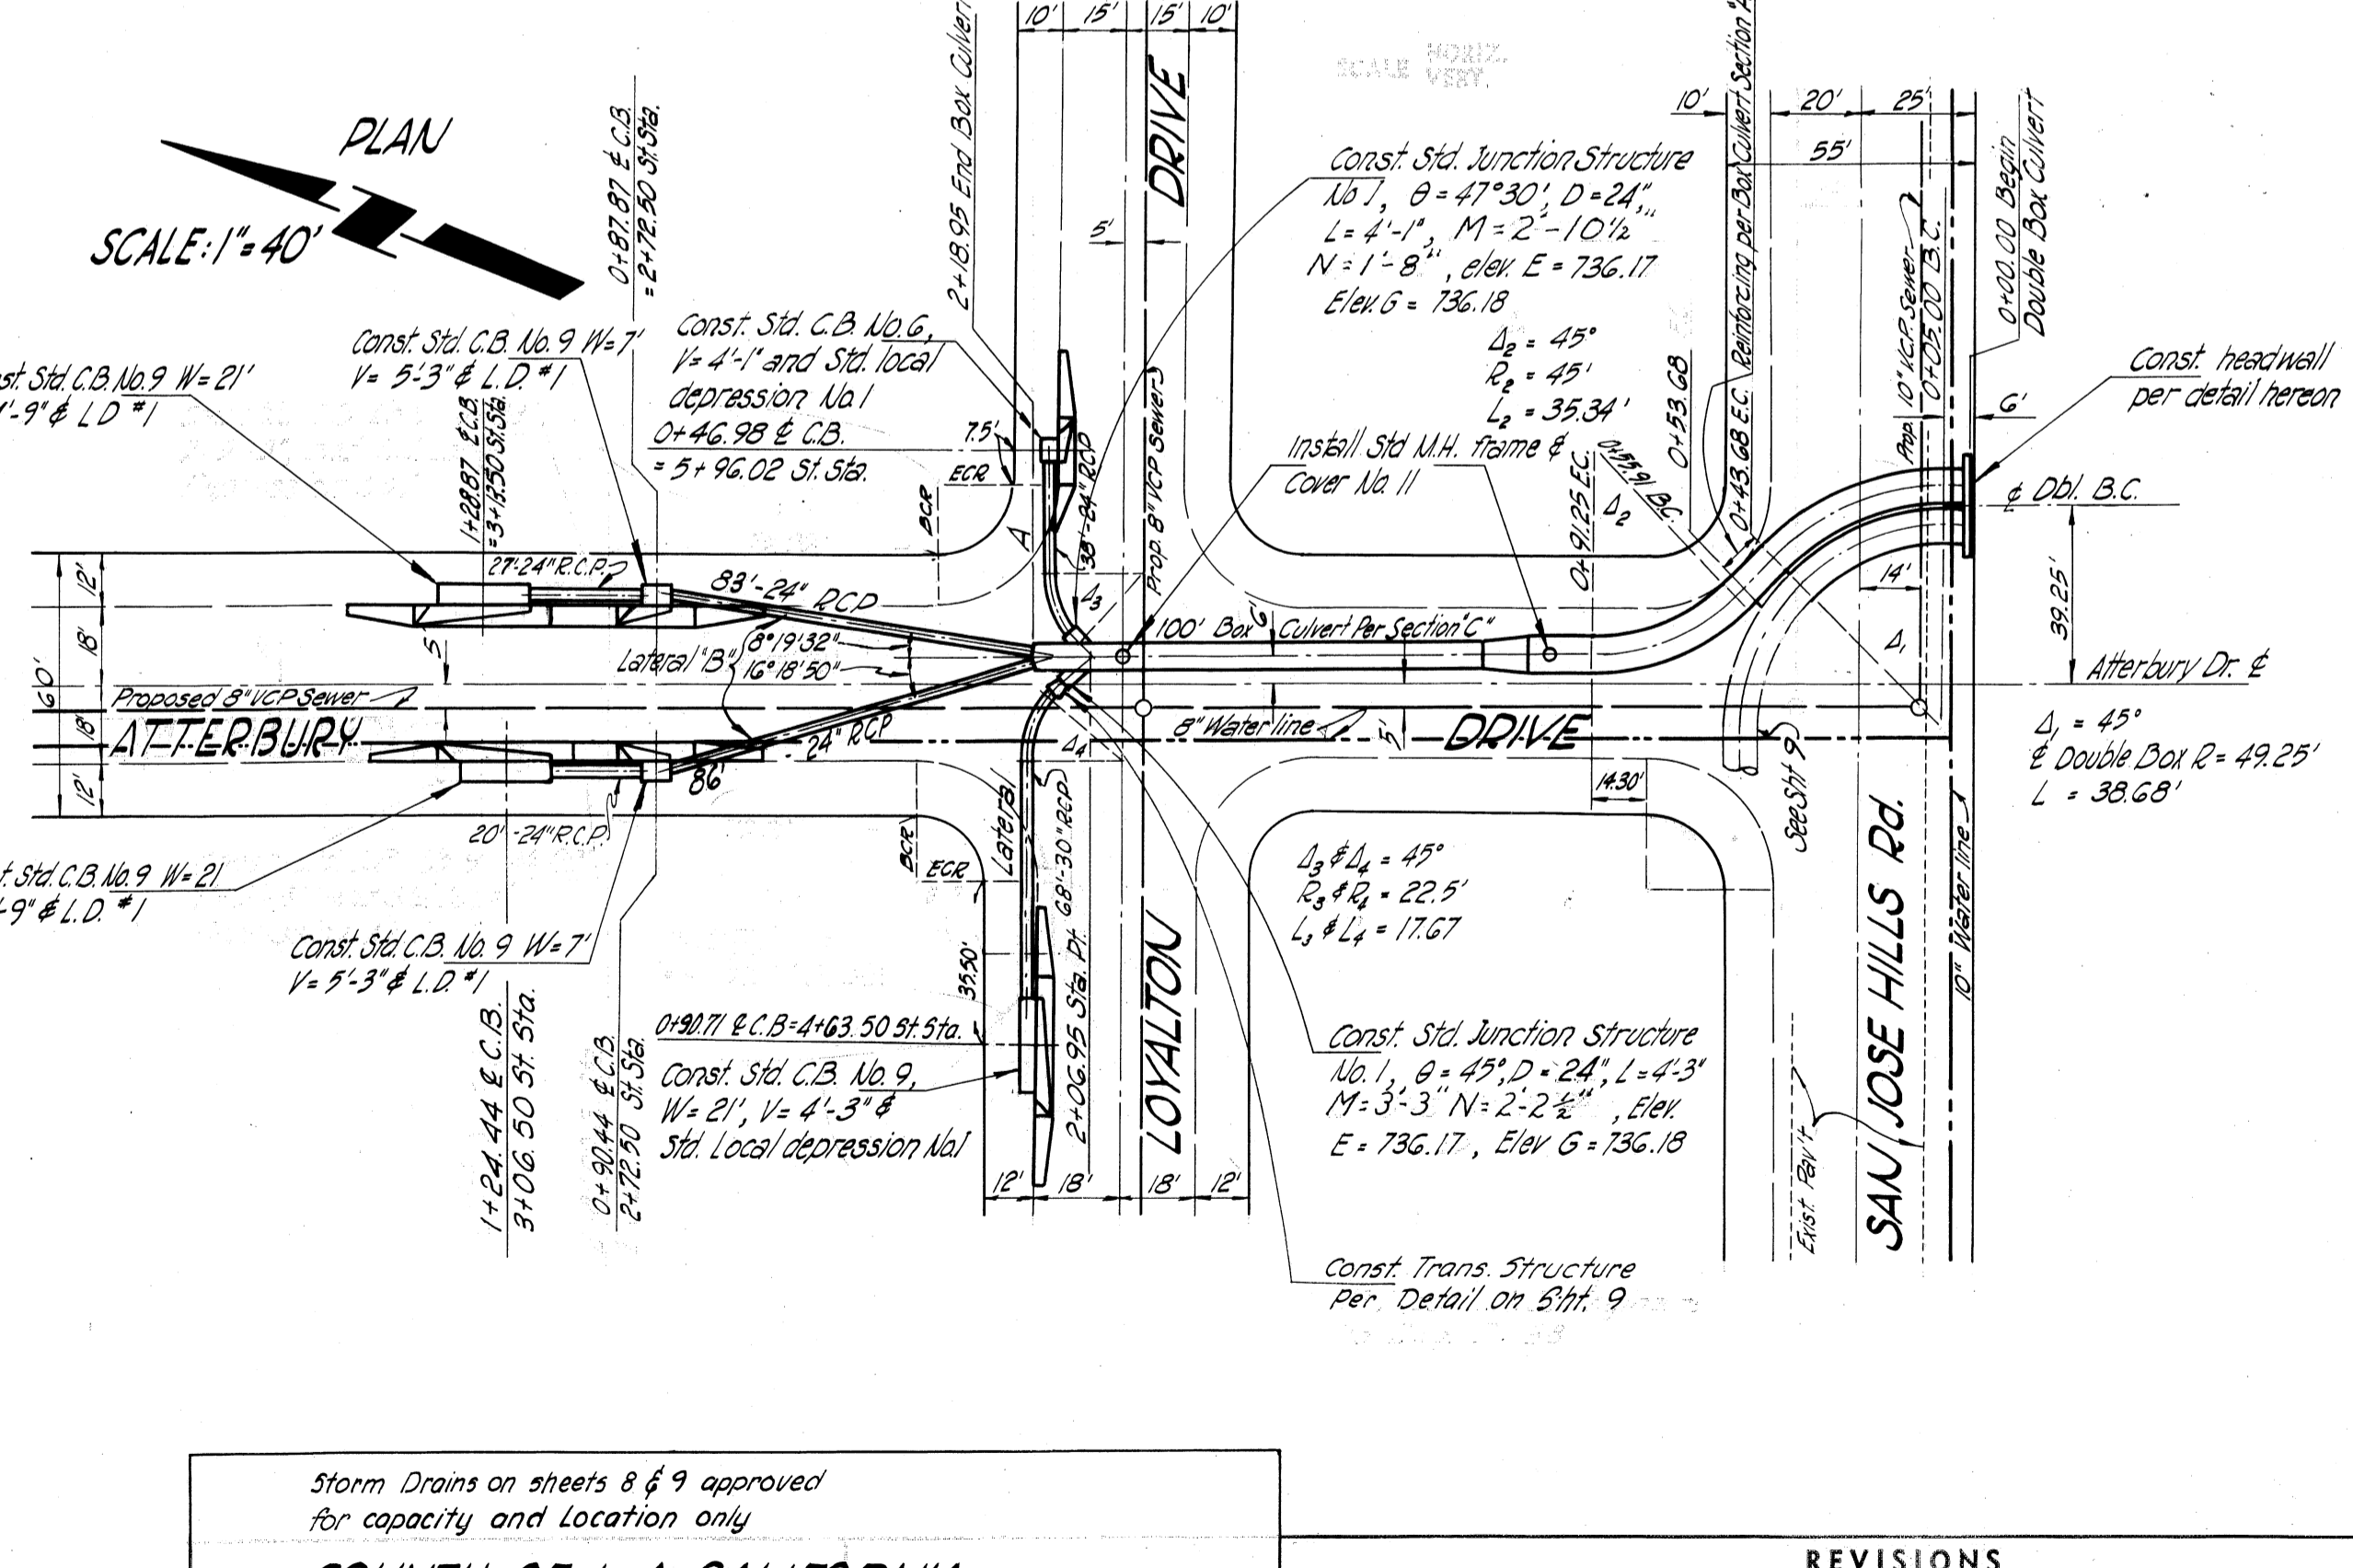 10' 15' 15' 10'
SCALE HORIZ.
VERT.
PLAN
SCALE: 1" = 40'
0+87.87 ℄ C.B.
= 2+72.50 St. Sta.
2+18.95 End Box Culvert
DRIVE
5'
Const. Std. Junction Structure
No 1, θ = 47°30', D = 24",
L = 4'-1", M = 2'-10½"
N = 1'-8", elev. E = 736.17
Elev. G = 736.18
Δ2 = 45°
R2 = 45'
L2 = 35.34'
Install Std M.H. frame &
Cover No. 11
10' 20' 25'
55'
0+43.68 E.C. Reinforcing per Box Culvert Section
0+53.68
0+55.91 B.C.
0+91.25 E.C.
Δ2
Prop. 10" V.C.P. Sewer
0+05.00 B.C.
0+00.00 Begin
Double Box Culvert
6'
Const. headwall
per detail hereon
℄ Dbl. B.C.
39.25'
14'
Δ1
Atterbury Dr. ℄
Δ1 = 45°
℄ Double Box R = 49.25'
L = 38.68'
Std. C.B. No. 9 W = 21'
-9" & L D #1
Const. Std. C.B. No. 9 W = 7'
V = 5'-3" & L.D. #1
Const. Std. C.B. No. 6,
V = 4'-1" and Std. local
depression No. 1
0+46.98 ℄ C.B.
= 5+96.02 St. Sta.
7.5'
ECR
BCR
1+28.87 ℄ C.B.
= 3+13.50 St. Sta.
27'-24" R.C.P.
83'-24" RCP
A
38'-24" RCP
Δ3
Prop. 8" VCP Sewer
100' Box Culvert Per Section "C"
6'
Lateral "B"
8°19'32"
16°18'50"
60'
12'
18'
18'
12'
5'
Proposed 8" VCP Sewer
ATTERBURY
DRIVE
8" Water line
5'
24" RCP
86'
20'-24" R.C.P.
Δ4
BCR
ECR
Lateral
68'-30" RCP
35.50'
2+06.95 Sta. Pt.
LOYALTON
14.30'
See Sht 9
Std. C.B. No. 9 W = 21
-9" & L.D. #1
Const. Std. C.B. No. 9 W = 7'
V = 5'-3" & L.D. #1
1+24.44 ℄ C.B.
3+06.50 St. Sta.
0+90.44 ℄ C.B.
2+72.50 St. Sta.
0+90.71 ℄ C.B = 4+63.50 St. Sta.
Const. Std. C.B. No. 9,
W = 21', V = 4'-3" &
Std. Local depression No. 1
12' 18' 18' 12'
Δ3 & Δ4 = 45°
R3 & R4 = 22.5'
L3 & L4 = 17.67
Const. Std. Junction Structure
No. 1, θ = 45°, D = 24", L = 4'-3"
M = 3'-3" N = 2'-2½", Elev.
E = 736.17, Elev G = 736.18
Const. Trans. Structure
Per Detail on Sht. 9
Exist. Pav't
SAN JOSE HILLS Rd.
10" Water line
Storm Drains on sheets 8 & 9 approved
for capacity and Location only
COUNTY OF L.A. CALIFORNIA
REVISIONS